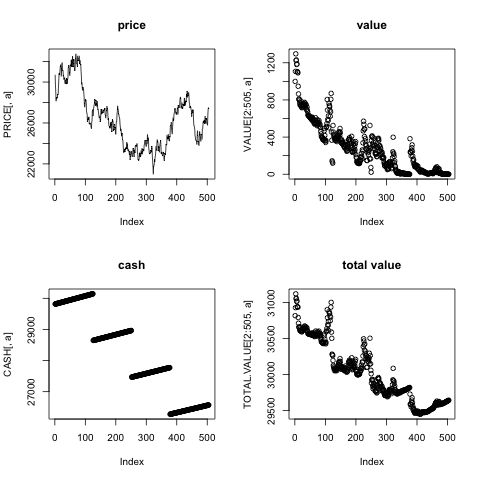 price
PRICE[, a]
22000 26000 30000
0 100 200 300 400 500
Index
value
VALUE[2:505, a]
0 400 800 1200
0 100 200 300 400 500
Index
cash
CASH[, a]
27000 29000
0 100 200 300 400 500
Index
total value
TOTAL.VALUE[2:505, a]
29500 30000 30500 31000
0 100 200 300 400 500
Index